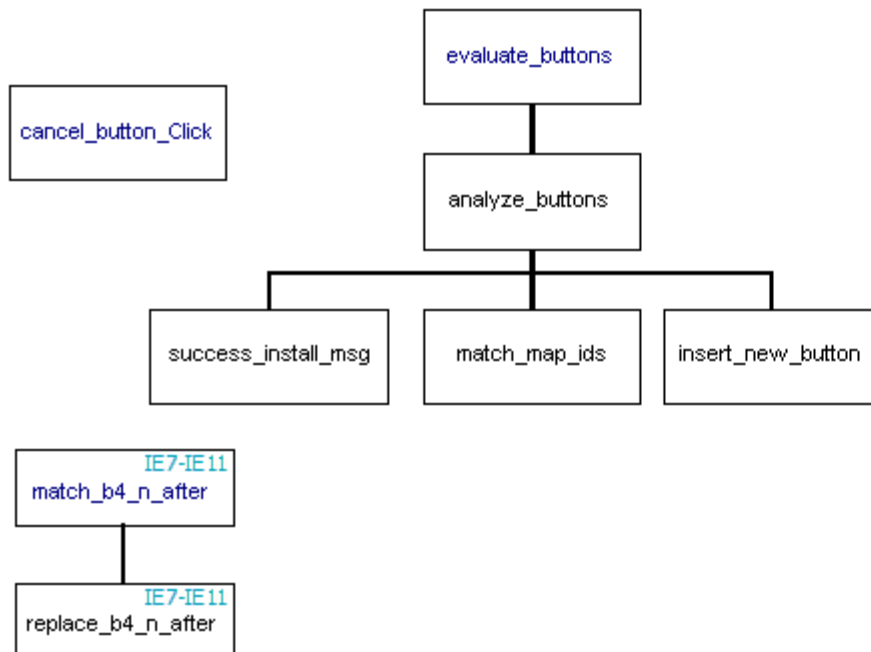 evaluate_buttons
cancel_button_Click
analyze_buttons
success_install_msg
match_map_ids
insert_new_button
IE7-IE11
match_b4_n_after
IE7-IE11
replace_b4_n_after